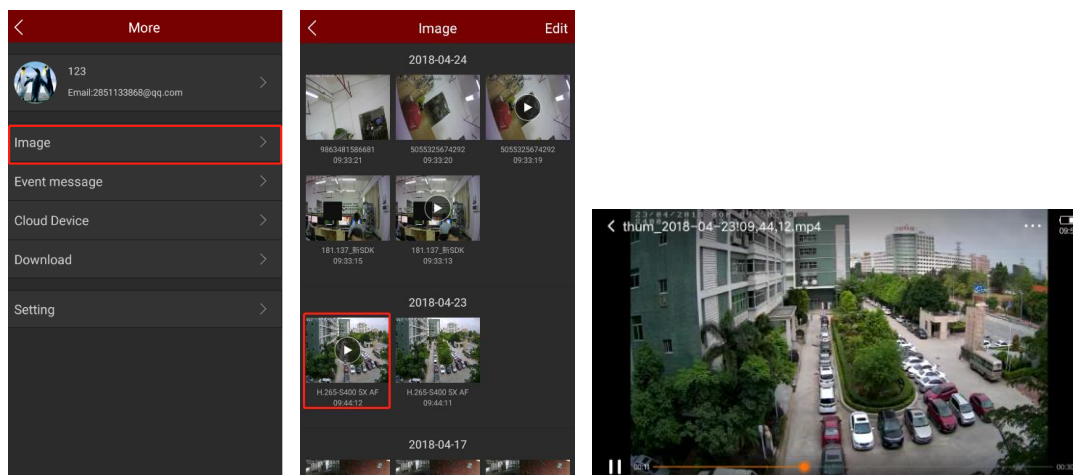 More
123
Email:2851133868@qq.com
Image
Event message
Cloud Device
Download
Setting
Image
Edit
2018-04-24
9863481586681
09:33:21
5055325674292
09:33:20
5055325674292
09:33:19
181.137_新SDK
09:33:15
181.137_新SDK
09:33:13
2018-04-23
H.265-S400 5X AF
09:44:12
H.265-S400 5X AF
09:44:11
2018-04-17
thum_2018-04-23!09,44,12.mp4
00:11